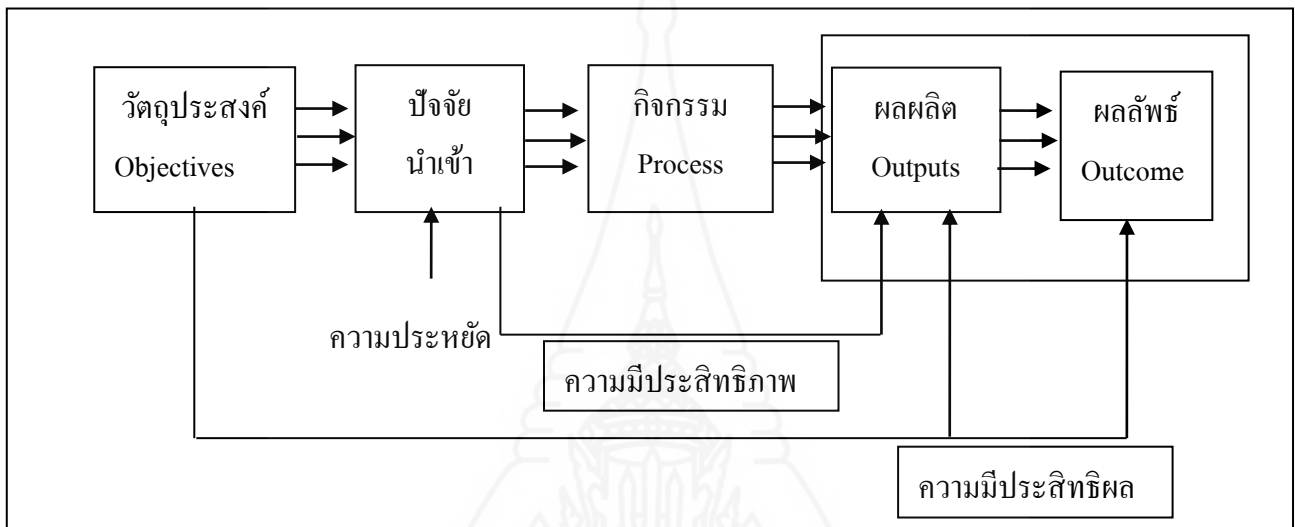 วัตถุประสงค์
Objectives
ปัจจัย
นำเข้า
กิจกรรม
Process
ผลผลิต
Outputs
ผลลัพธ์
Outcome
ความประหยัด
ความมีประสิทธิภาพ
ความมีประสิทธิผล